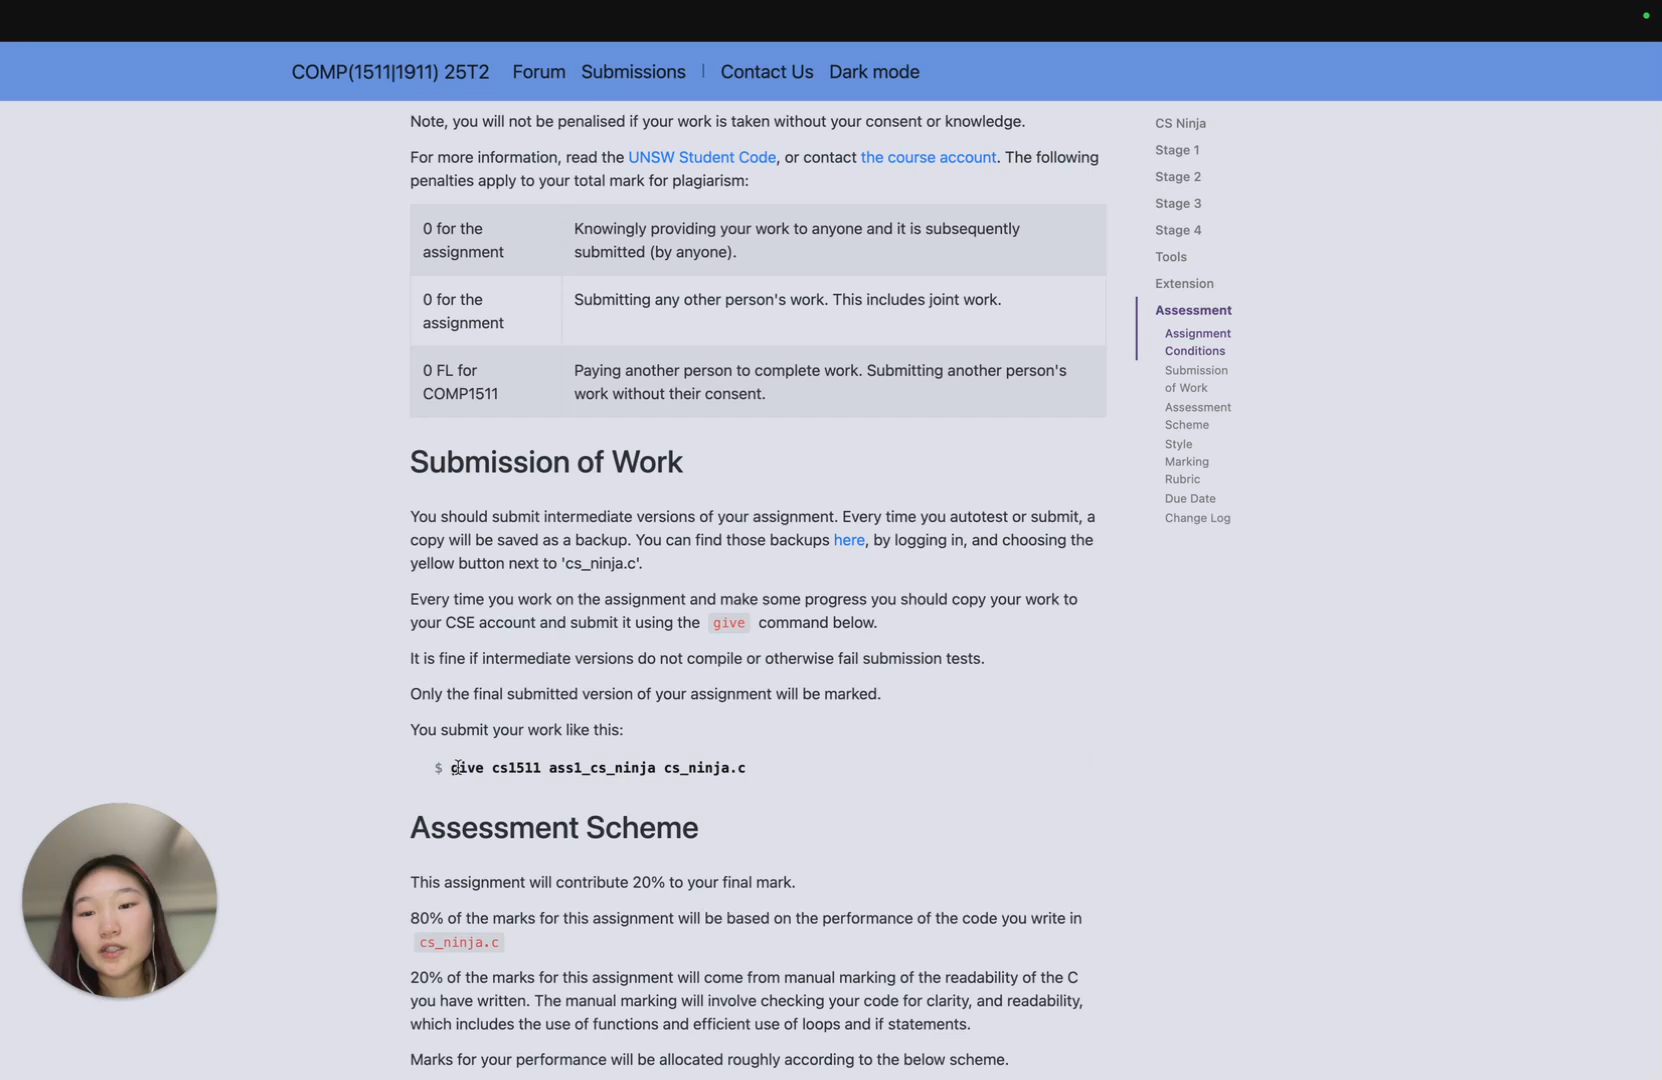 COMP(1511|1911) 25T2 Forum Submissions | Contact Us Dark mode
Note, you will not be penalised if your work is taken without your consent or knowledge.
For more information, read the UNSW Student Code, or contact the course account. The following
penalties apply to your total mark for plagiarism:
0 for the
assignment
Knowingly providing your work to anyone and it is subsequently
submitted (by anyone).
0 for the
assignment
Submitting any other person's work. This includes joint work.
0 FL for
COMP1511
Paying another person to complete work. Submitting another person's
work without their consent.
Submission of Work
You should submit intermediate versions of your assignment. Every time you autotest or submit, a
copy will be saved as a backup. You can find those backups here, by logging in, and choosing the
yellow button next to 'cs_ninja.c'.
Every time you work on the assignment and make some progress you should copy your work to
your CSE account and submit it using the give command below.
It is fine if intermediate versions do not compile or otherwise fail submission tests.
Only the final submitted version of your assignment will be marked.
You submit your work like this:
$ give cs1511 ass1_cs_ninja cs_ninja.c
Assessment Scheme
This assignment will contribute 20% to your final mark.
80% of the marks for this assignment will be based on the performance of the code you write in
cs_ninja.c
20% of the marks for this assignment will come from manual marking of the readability of the C
you have written. The manual marking will involve checking your code for clarity, and readability,
which includes the use of functions and efficient use of loops and if statements.
Marks for your performance will be allocated roughly according to the below scheme.
CS Ninja
Stage 1
Stage 2
Stage 3
Stage 4
Tools
Extension
Assessment
Assignment
Conditions
Submission
of Work
Assessment
Scheme
Style
Marking
Rubric
Due Date
Change Log